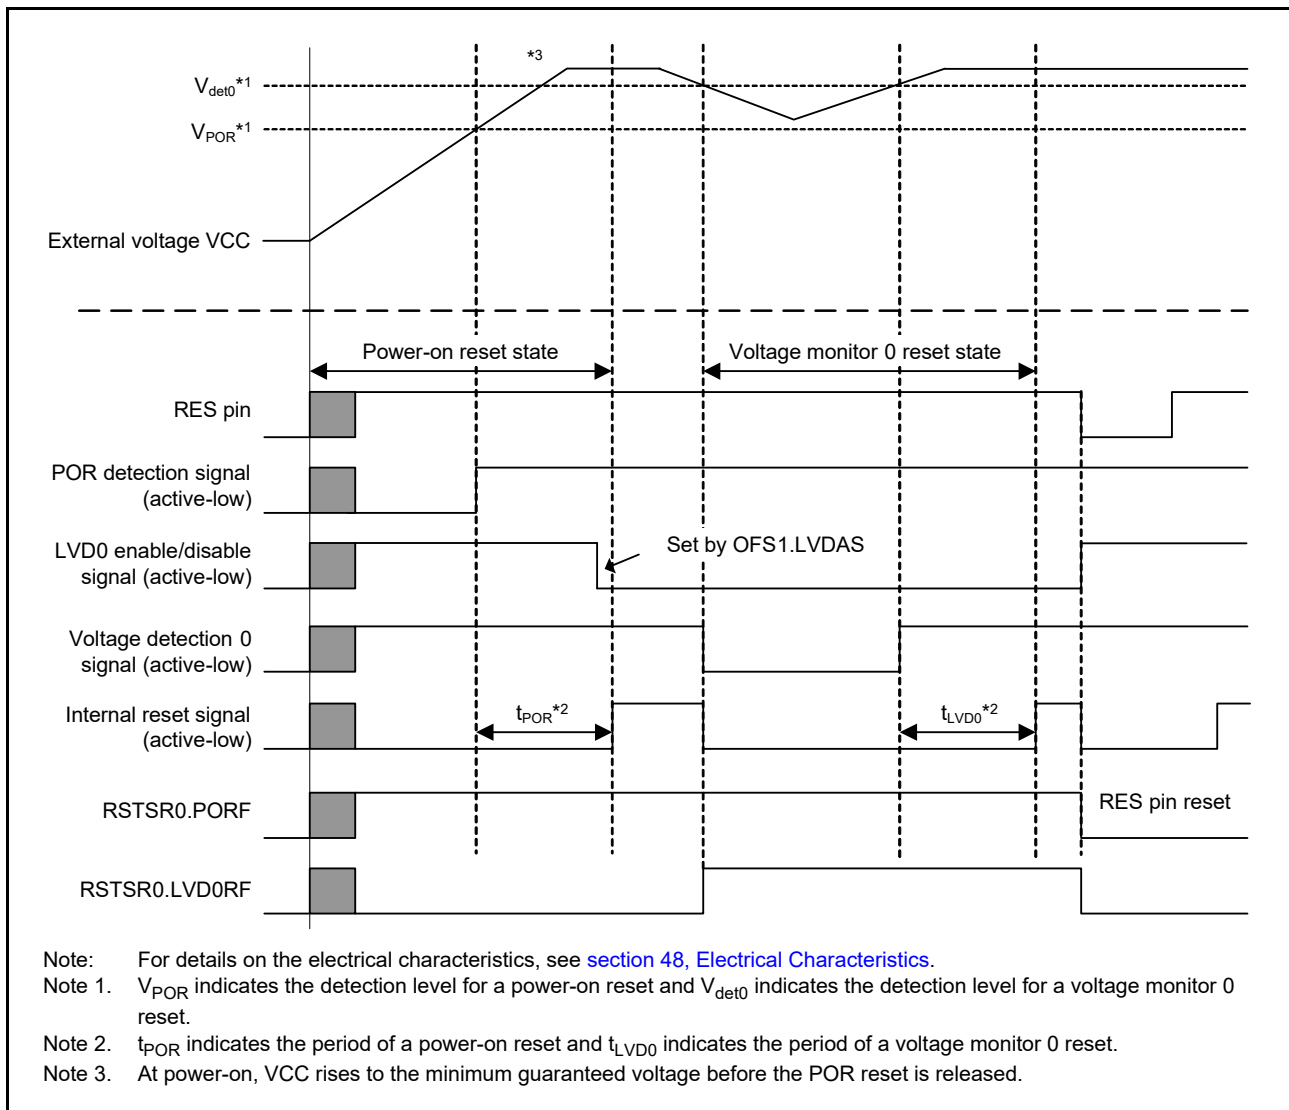 *3
Vdet0*1
VPOR*1
External voltage VCC
Power-on reset state
Voltage monitor 0 reset state
RES pin
POR detection signal
(active-low)
LVD0 enable/disable
signal (active-low)
Set by OFS1.LVDAS
Voltage detection 0
signal (active-low)
Internal reset signal
(active-low)
tPOR*2
tLVD0*2
RSTSR0.PORF
RES pin reset
RSTSR0.LVD0RF
Note: For details on the electrical characteristics, see section 48, Electrical Characteristics.
Note 1. VPOR indicates the detection level for a power-on reset and Vdet0 indicates the detection level for a voltage monitor 0
reset.
Note 2. tPOR indicates the period of a power-on reset and tLVD0 indicates the period of a voltage monitor 0 reset.
Note 3. At power-on, VCC rises to the minimum guaranteed voltage before the POR reset is released.